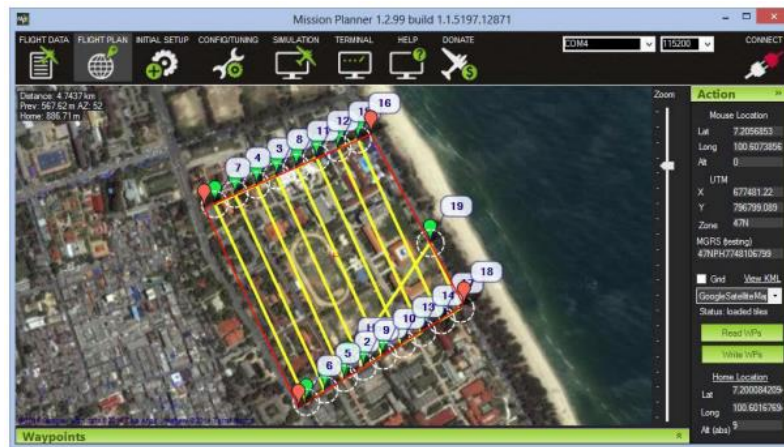 Mission Planner 1.2.99 build 1.1.5197.12871
FLIGHT DATA FLIGHT PLAN INITIAL SETUP CONFIG/TUNING SIMULATION TERMINAL HELP DONATE COM4 115200 CONNECT
Distance: 4.7437 km
Prev: 567.62 m AZ: 52
Home: 886.71 m
Zoom
Action
Mouse Location
Lat 7.2056853
Long 100.6073856
Alt 0
UTM
X 677481.22
Y 796799.089
Zone 47N
MGRS (testing)
47NPH7748106799
Grid View KML
GoogleSatelliteMap
Status: loaded tiles
Read WPs
Write WPs
Home Location
Lat 7.200084209
Long 100.6016769
Alt (abs)
16
12
11
8
3
4
7
19
18
14
13
10
9
2
5
6
Waypoints